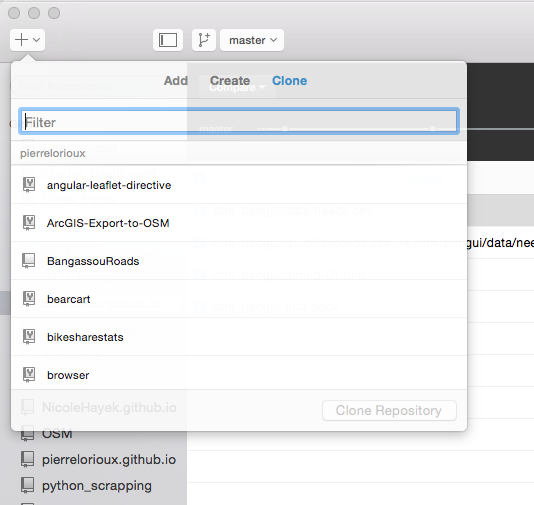 master
Add Create Clone
Compare
Filter
master
pierrelorioux
angular-leaflet-directive
ArcGIS-Export-to-OSM
BangassouRoads
gui/data/nee
bearcart
bikesharestats
browser
NicoleHayek.github.io
Clone Repository
OSM
pierrelorioux.github.io
python_scrapping